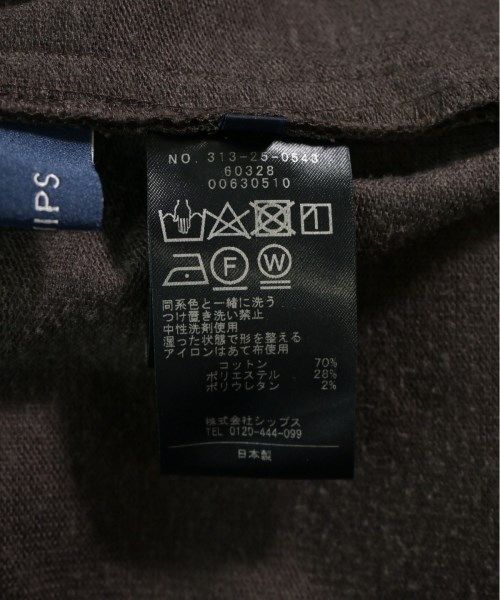 IIPS
NO. 313-25-0543
60328
00630510
F W
同系色と一緒に洗う
つけ置き洗い禁止
中性洗剤使用
湿った状態で形を整える
アイロンはあて布使用
コットン 70%
ポリエステル 28%
ポリウレタン 2%
株式会社シップス
TEL 0120-444-099
日本製